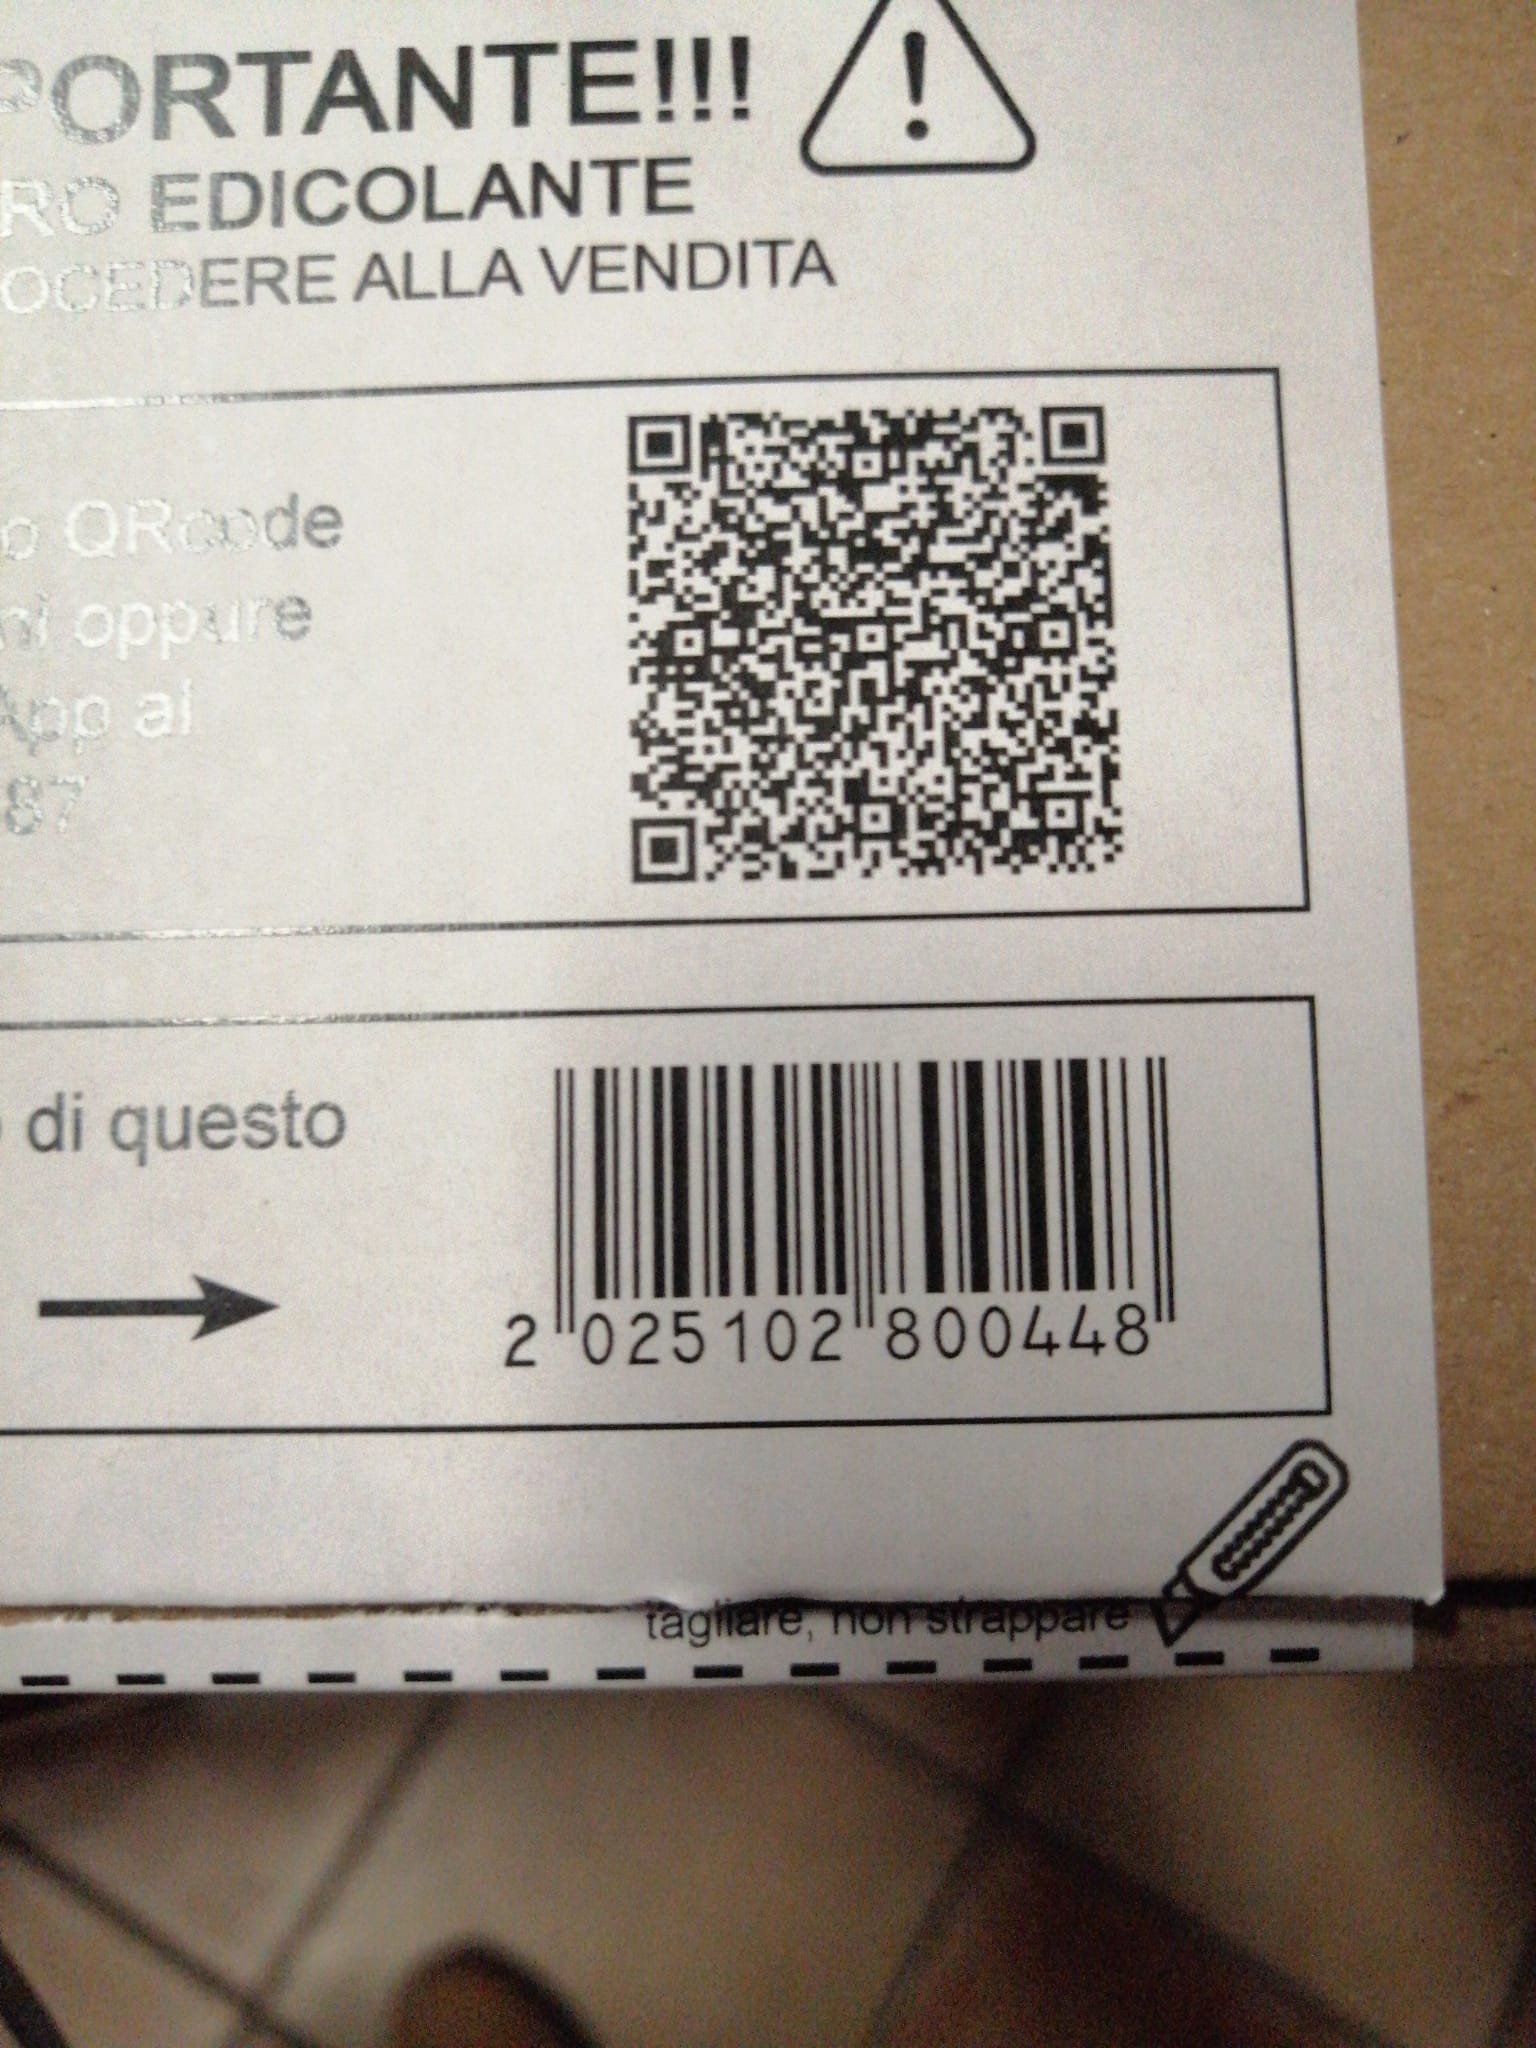 PORTANTE!!!
RO EDICOLANTE
OCEDERE ALLA VENDITA
o QRcode
ni oppure
App al
87
di questo
2 025102 800448
tagliare, non strappare